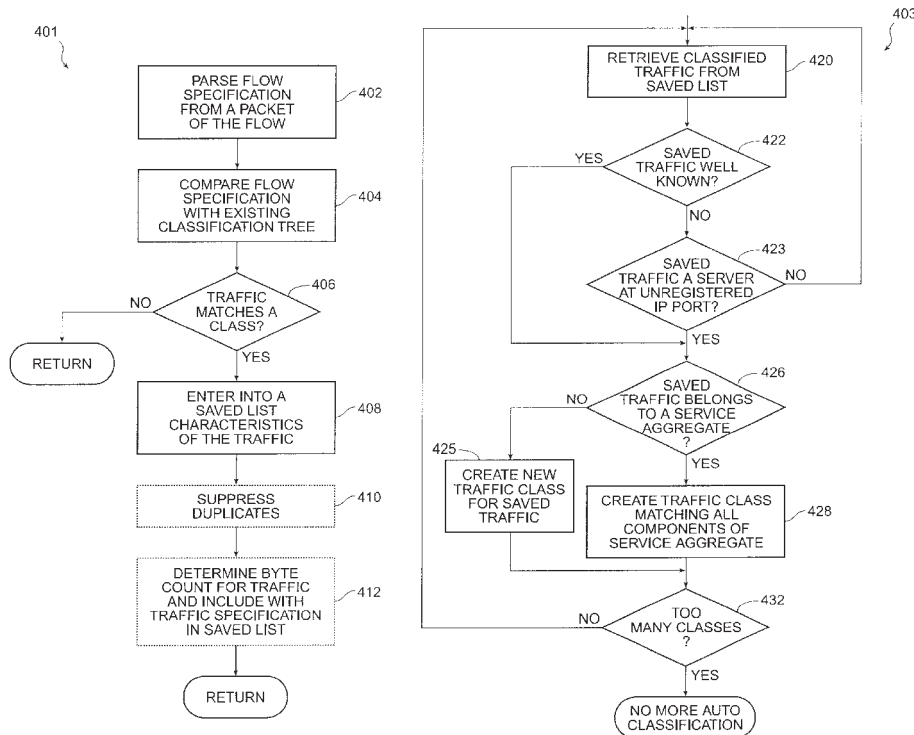 401
PARSE FLOW
SPECIFICATION
FROM A PACKET
OF THE FLOW
402
COMPARE FLOW
SPECIFICATION
WITH EXISTING
CLASSIFICATION TREE
404
TRAFFIC
MATCHES A
CLASS?
406
NO
YES
RETURN
ENTER INTO A
SAVED LIST
CHARACTERISTICS
OF THE TRAFFIC
408
SUPPRESS
DUPLICATES
410
DETERMINE BYTE
COUNT FOR TRAFFIC
AND INCLUDE WITH
TRAFFIC SPECIFICATION
IN SAVED LIST
412
RETURN
403
RETRIEVE CLASSIFIED
TRAFFIC FROM
SAVED LIST
420
SAVED
TRAFFIC WELL
KNOWN?
422
YES
NO
SAVED
TRAFFIC A SERVER
AT UNREGISTERED
IP PORT?
423
NO
YES
SAVED
TRAFFIC BELONGS
TO A SERVICE
AGGREGATE
?
426
NO
YES
425
CREATE NEW
TRAFFIC CLASS
FOR SAVED
TRAFFIC
CREATE TRAFFIC CLASS
MATCHING ALL
COMPONENTS OF
SERVICE AGGREGATE
428
TOO
MANY CLASSES
?
432
NO
YES
NO MORE AUTO
CLASSIFICATION